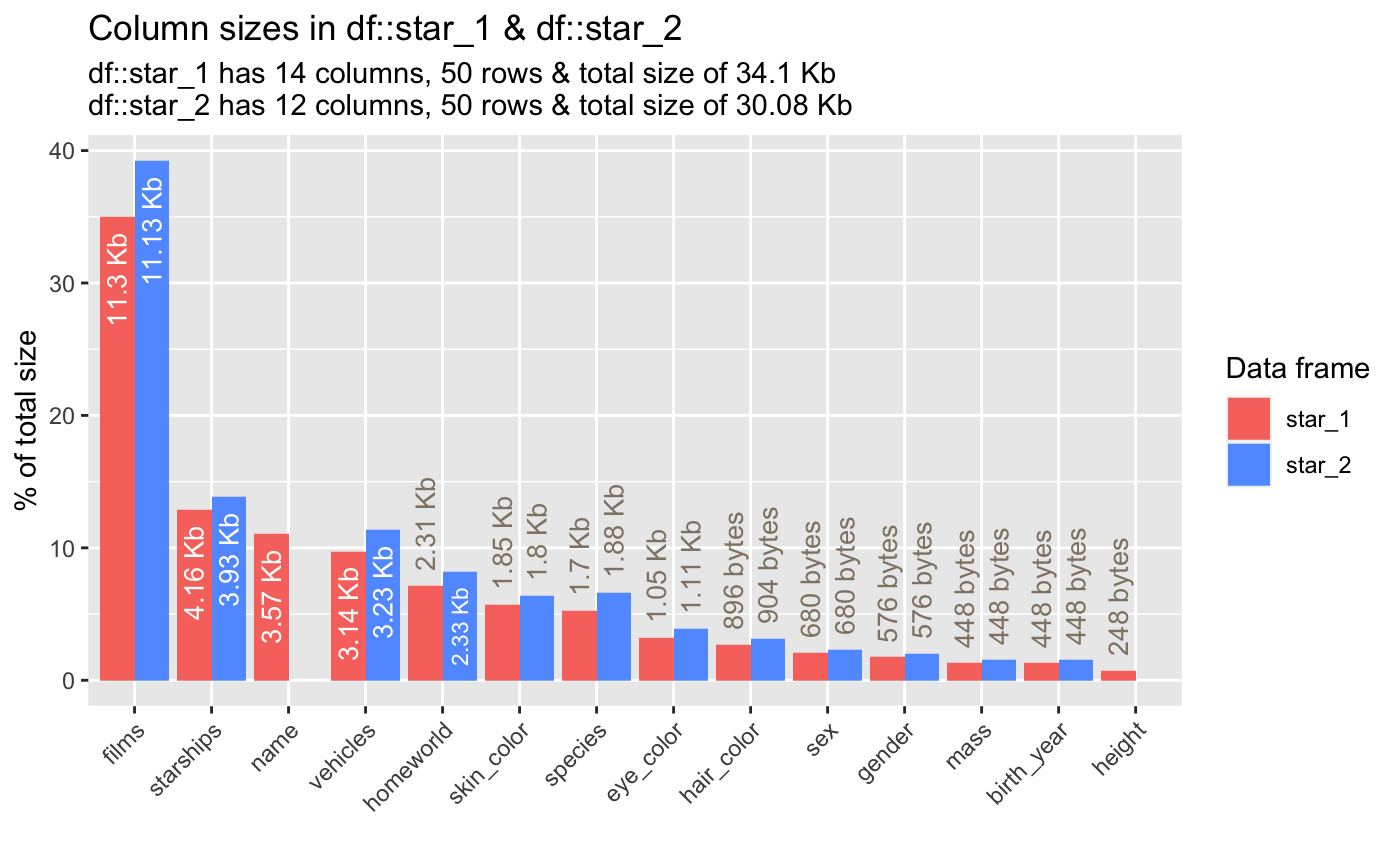 Column sizes in df::star_1 & df::star_2
df::star_1 has 14 columns, 50 rows & total size of 34.1 Kb
df::star_2 has 12 columns, 50 rows & total size of 30.08 Kb
% of total size
40
30
20
10
0
11.3 Kb
11.13 Kb
4.16 Kb
3.93 Kb
3.57 Kb
3.14 Kb
3.23 Kb
2.31 Kb
2.33 Kb
1.85 Kb
1.8 Kb
1.7 Kb
1.88 Kb
1.05 Kb
1.11 Kb
896 bytes
904 bytes
680 bytes
680 bytes
576 bytes
576 bytes
448 bytes
448 bytes
448 bytes
448 bytes
248 bytes
films
starships
name
vehicles
homeworld
skin_color
species
eye_color
hair_color
sex
gender
mass
birth_year
height
Data frame
star_1
star_2